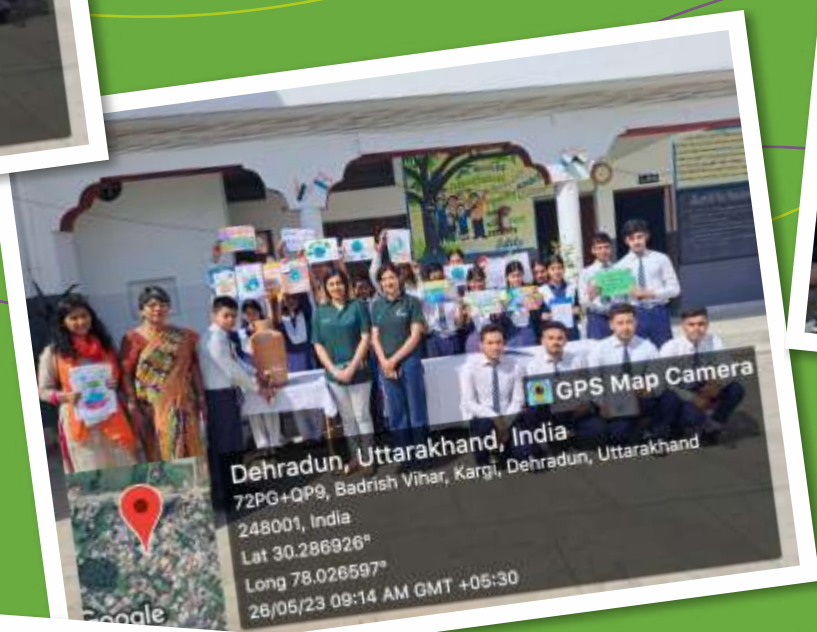 GPS Map Camera
Dehradun, Uttarakhand, India
72PG+QP9, Badrish Vihar, Kargi, Dehradun, Uttarakhand
248001, India
Lat 30.286926°
Long 78.026597°
26/05/23 09:14 AM GMT +05:30
Google